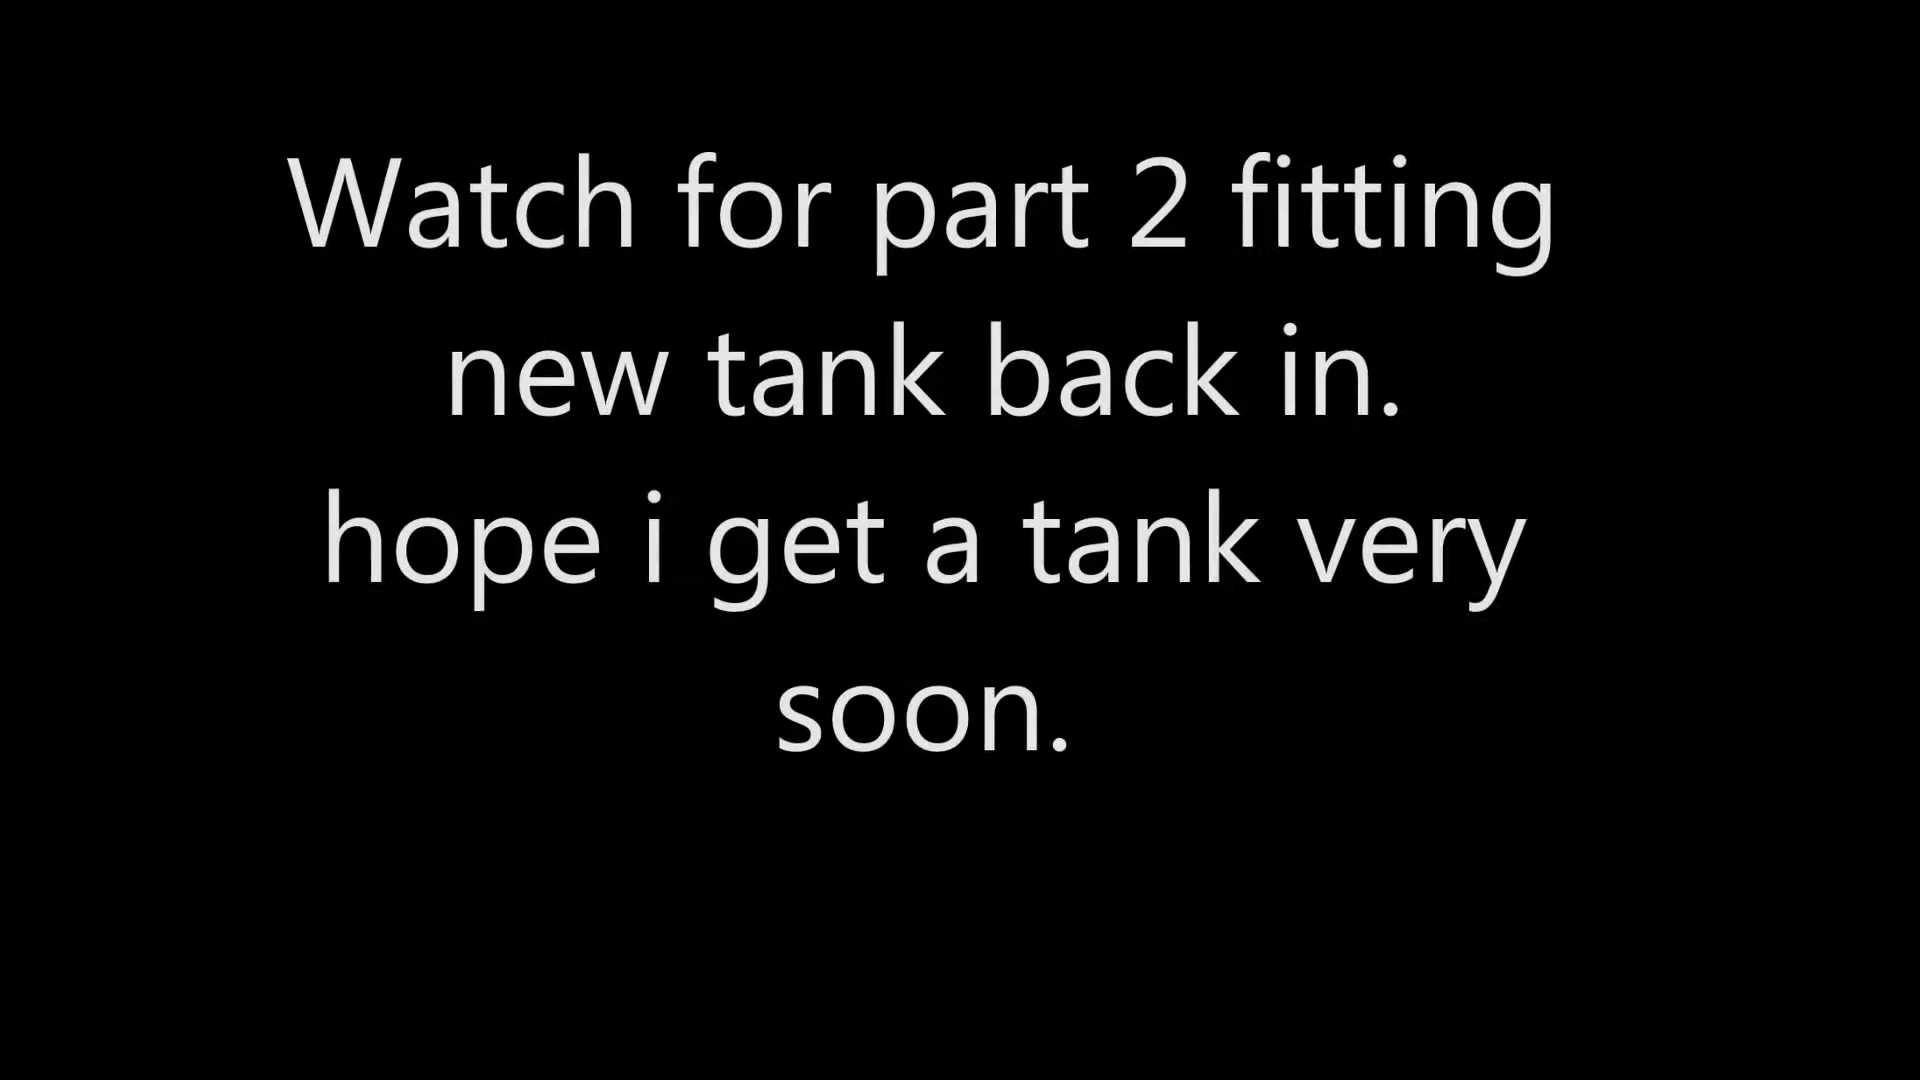 Watch for part 2 fitting
new tank back in.
hope i get a tank very
soon.